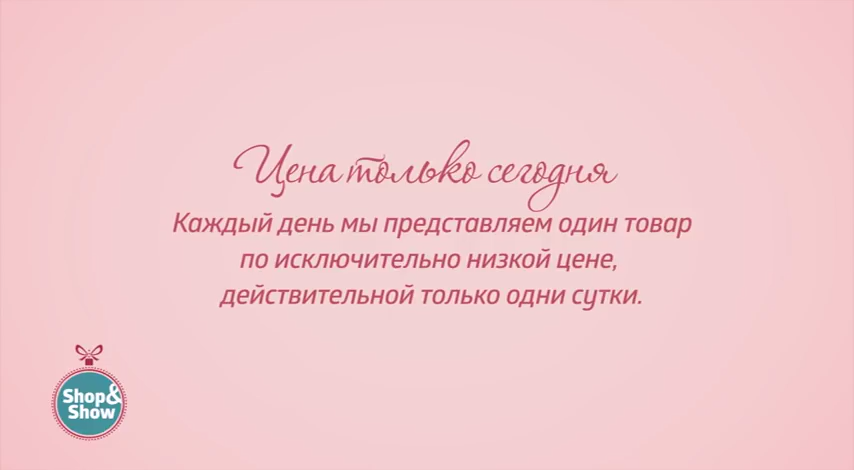 Цена только сегодня
Каждый день мы представляем один товар
по исключительно низкой цене,
действительной только одни сутки.
Shop&
Show